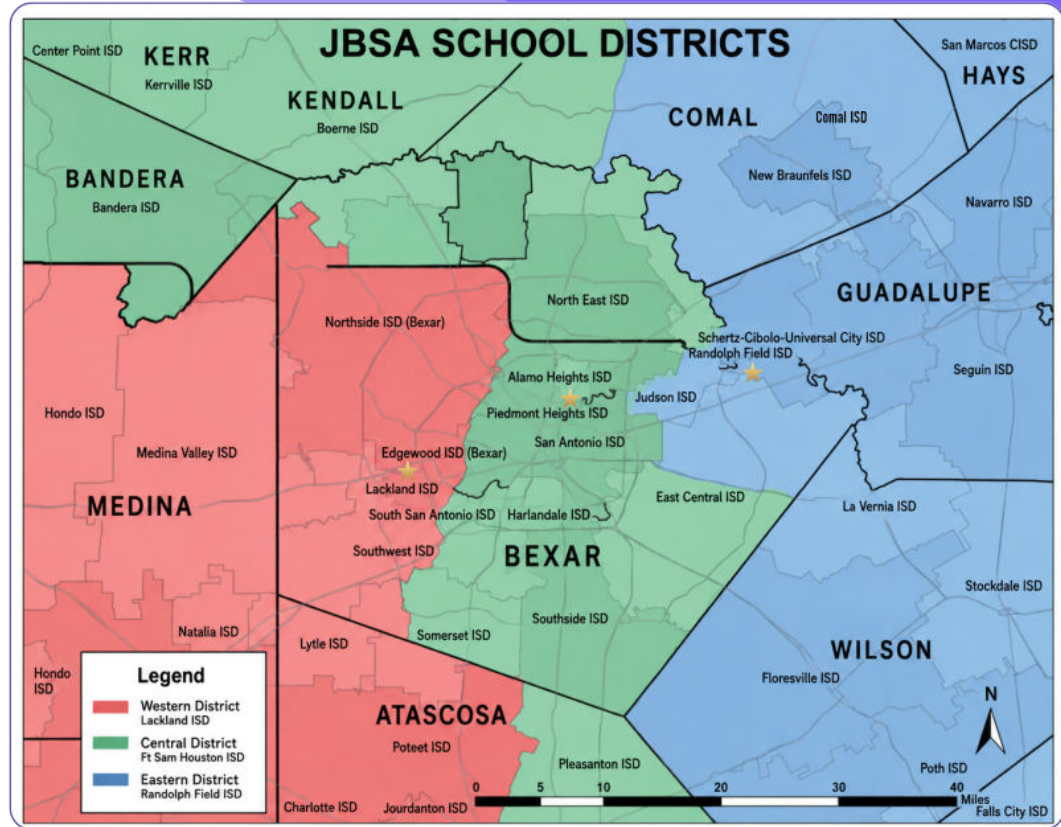 JBSA SCHOOL DISTRICTS
Center Point ISD
KERR
Kerrville ISD
KENDALL
Boerne ISD
COMAL
Comal ISD
San Marcos CISD
HAYS
BANDERA
Bandera ISD
New Braunfels ISD
Navarro ISD
GUADALUPE
Northside ISD (Bexar)
North East ISD
Schertz-Cibolo-Universal City ISD
Randolph Field ISD
Seguin ISD
Alamo Heights ISD
Judson ISD
Hondo ISD
Piedmont Heights ISD
Medina Valley ISD
Edgewood ISD (Bexar)
San Antonio ISD
MEDINA
Lackland ISD
East Central ISD
La Vernia ISD
South San Antonio ISD
Harlandale ISD
Southwest ISD
BEXAR
Stockdale ISD
Natalia ISD
Lytle ISD
Somerset ISD
Southside ISD
WILSON
Floresville ISD
Hondo
ISD
Legend
Western District
Lackland ISD
Central District
Ft Sam Houston ISD
Eastern District
Randolph Field ISD
ATASCOSA
Poteet ISD
Pleasanton ISD
N
Poth ISD
Charlotte ISD
Jourdanton ISD
0 5 10 20 30 40
Miles
Falls City ISD